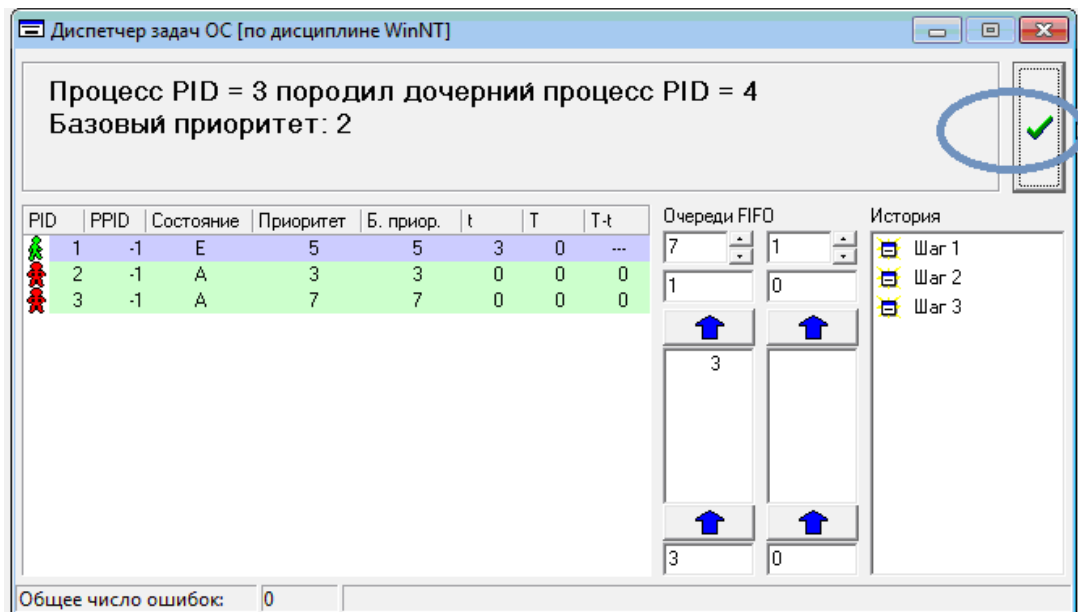 Диспетчер задач ОС [по дисциплине WinNT]
Процесс PID = 3 породил дочерний процесс PID = 4
Базовый приоритет: 2
PID PPID Состояние Приоритет Б. приор. t T T-t
1 -1 E 5 5 3 0 ---
2 -1 A 3 3 0 0 0
3 -1 A 7 7 0 0 0
Очереди FIFO
7 1
1 0
3
3 0
История
Шаг 1
Шаг 2
Шаг 3
Общее число ошибок: 0